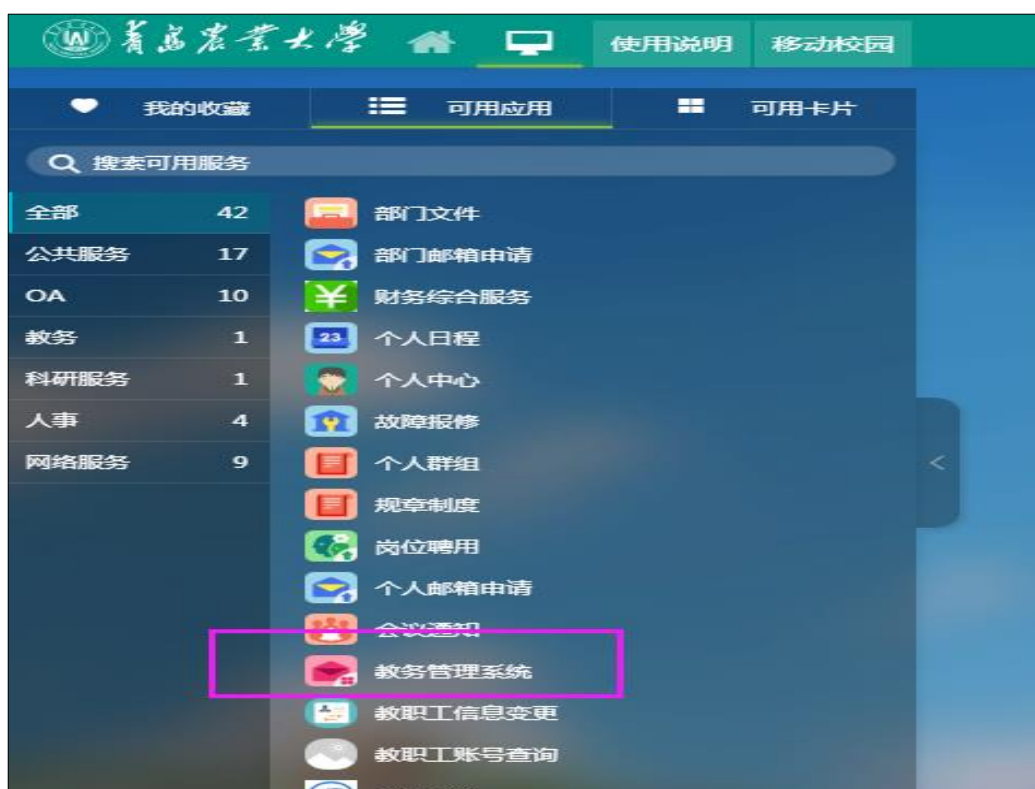 青岛农业大学 使用说明 移动校园
我的收藏 可用应用 可用卡片
搜索可用服务
全部 42
公共服务 17
OA 10
教务 1
科研服务 1
人事 4
网络服务 9
部门文件
部门邮箱申请
财务综合服务
23 个人日程
个人中心
故障报修
个人群组
规章制度
岗位聘用
个人邮箱申请
会议通知
教务管理系统
教职工信息变更
教职工账号查询